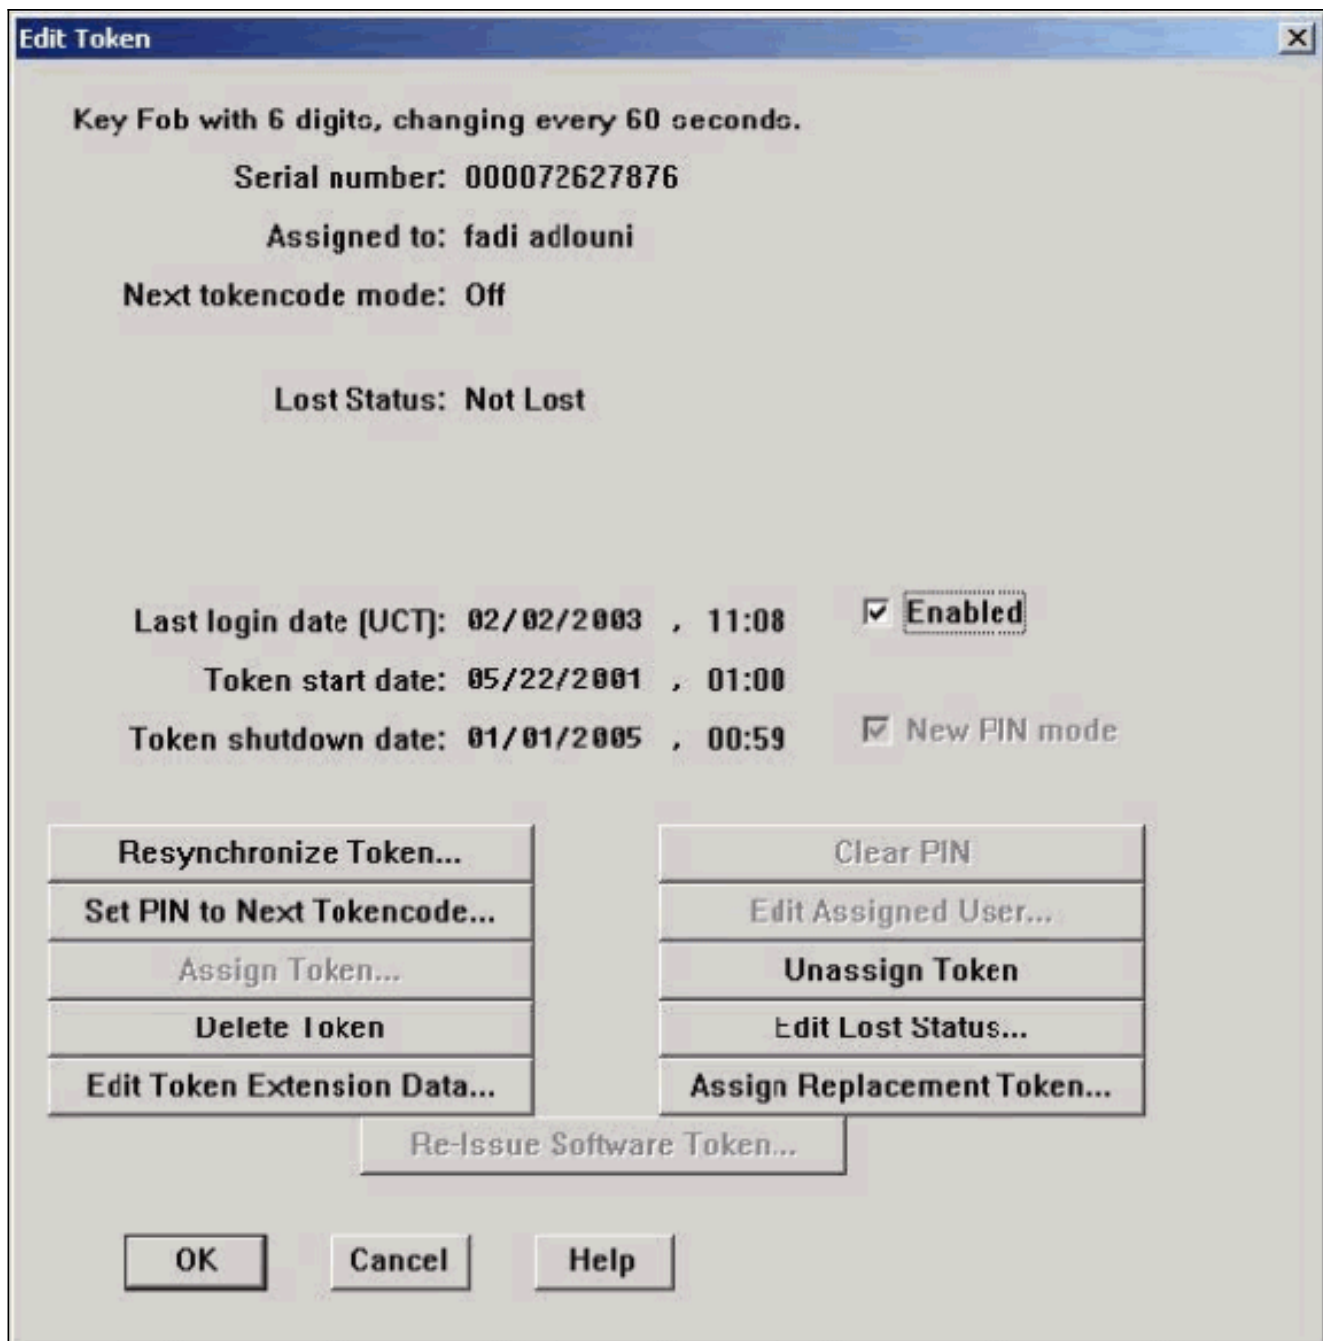 Edit Token
Key Fob with 6 digits, changing every 60 seconds.
Serial number: 000072627876
Assigned to: fadi adlouni
Next tokencode mode: Off
Lost Status: Not Lost
Last login date (UCT): 02/02/2003 , 11:08
Enabled
Token start date: 05/22/2001 , 01:00
Token shutdown date: 01/01/2005 , 00:59
New PIN mode
Resynchronize Token...
Clear PIN
Set PIN to Next Tokencode...
Edit Assigned User...
Assign Token...
Unassign Token
Delete Token
Edit Lost Status...
Edit Token Extension Data...
Assign Replacement Token...
Re-Issue Software Token...
OK
Cancel
Help